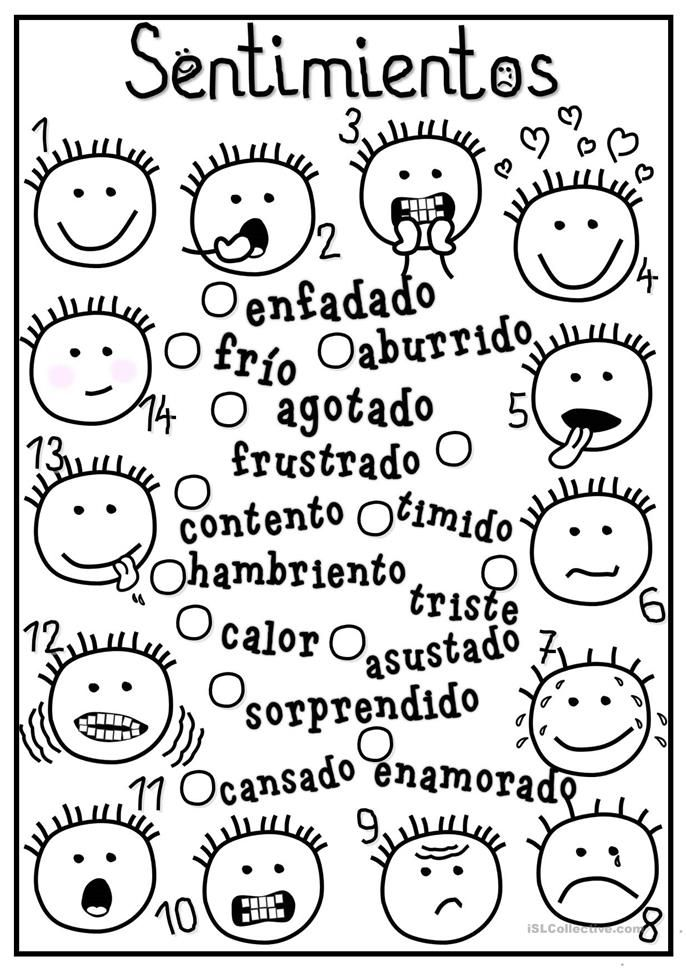 Sentimientos
1
2
3
4
enfadado
frío
aburrido
14
agotado
5
frustrado
13
contento
timido
hambriento
triste
6
12
calor
asustado
7
sorprendido
11
cansado
enamorado
10
9
8
iSLCollective.com